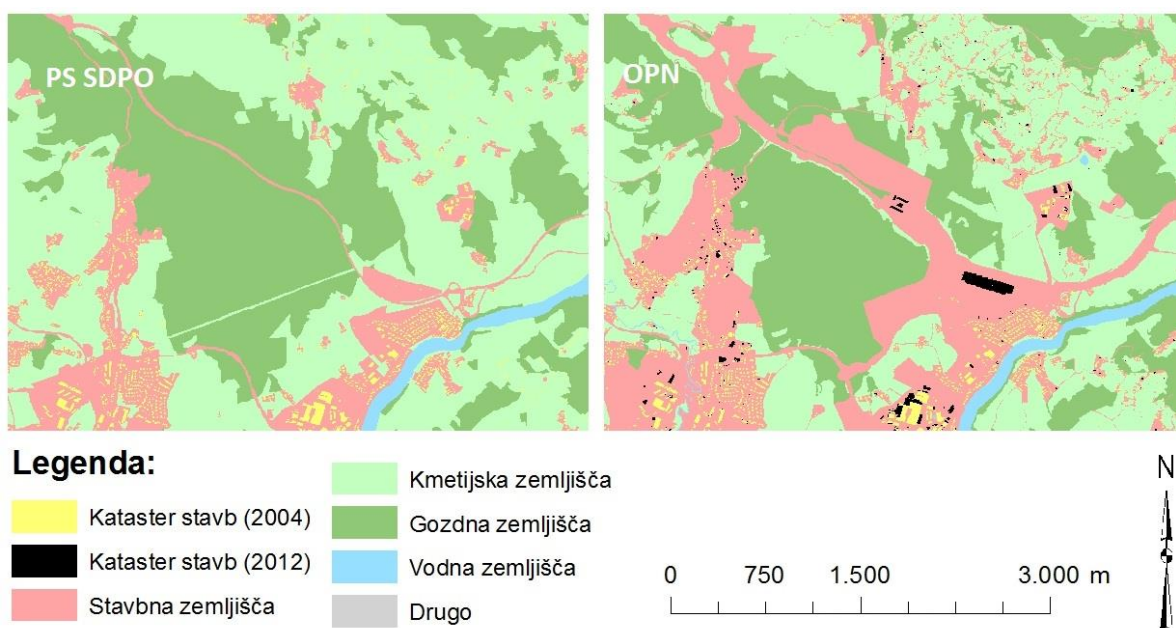 PS SDPO
OPN
Legenda:
Kataster stavb (2004)
Kataster stavb (2012)
Stavbna zemljišča
Kmetijska zemljišča
Gozdna zemljišča
Vodna zemljišča
Drugo
0 750 1.500 3.000 m
N